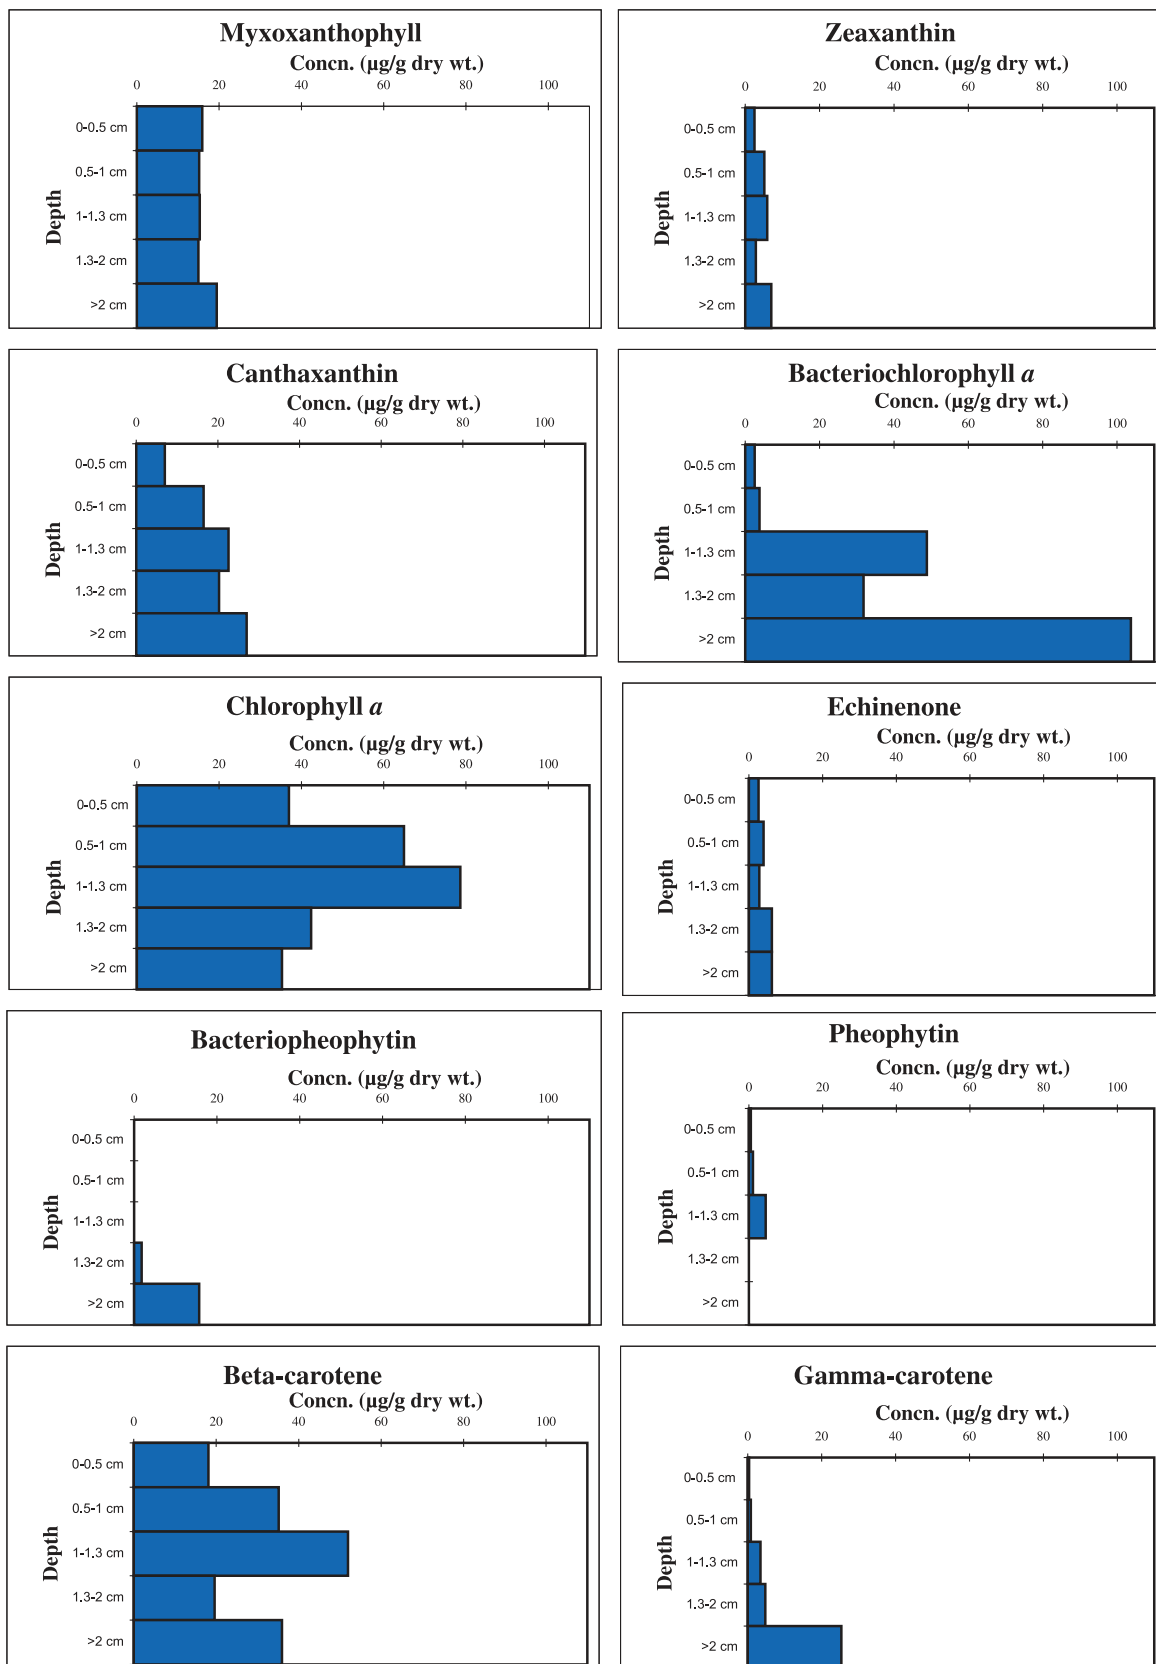 Myxoxanthophyll
Concn. (µg/g dry wt.)
0 20 40 60 80 100
Depth
0-0.5 cm
0.5-1 cm
1-1.3 cm
1.3-2 cm
>2 cm
Zeaxanthin
Concn. (µg/g dry wt.)
0 20 40 60 80 100
Depth
0-0.5 cm
0.5-1 cm
1-1.3 cm
1.3-2 cm
>2 cm
Canthaxanthin
Concn. (µg/g dry wt.)
0 20 40 60 80 100
Depth
0-0.5 cm
0.5-1 cm
1-1.3 cm
1.3-2 cm
>2 cm
Bacteriochlorophyll a
Concn. (µg/g dry wt.)
0 20 40 60 80 100
Depth
0-0.5 cm
0.5-1 cm
1-1.3 cm
1.3-2 cm
>2 cm
Chlorophyll a
Concn. (µg/g dry wt.)
0 20 40 60 80 100
Depth
0-0.5 cm
0.5-1 cm
1-1.3 cm
1.3-2 cm
>2 cm
Echinenone
Concn. (µg/g dry wt.)
0 20 40 60 80 100
Depth
0-0.5 cm
0.5-1 cm
1-1.3 cm
1.3-2 cm
>2 cm
Bacteriopheophytin
Concn. (µg/g dry wt.)
0 20 40 60 80 100
Depth
0-0.5 cm
0.5-1 cm
1-1.3 cm
1.3-2 cm
>2 cm
Pheophytin
Concn. (µg/g dry wt.)
0 20 40 60 80 100
Depth
0-0.5 cm
0.5-1 cm
1-1.3 cm
1.3-2 cm
>2 cm
Beta-carotene
Concn. (µg/g dry wt.)
0 20 40 60 80 100
Depth
0-0.5 cm
0.5-1 cm
1-1.3 cm
1.3-2 cm
>2 cm
Gamma-carotene
Concn. (µg/g dry wt.)
0 20 40 60 80 100
Depth
0-0.5 cm
0.5-1 cm
1-1.3 cm
1.3-2 cm
>2 cm